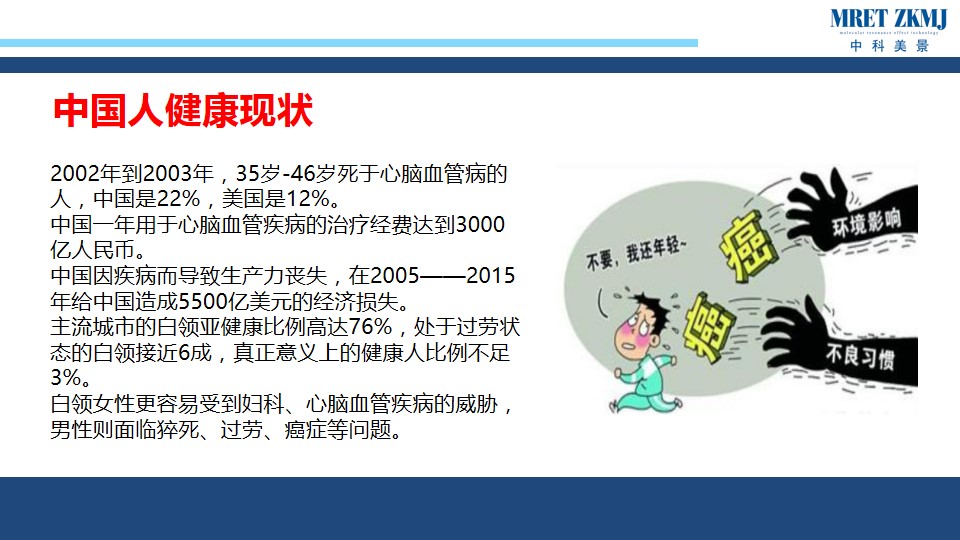 MRET ZKMJ
molecular resonance effect technology
中科美景
中国人健康现状
2002年到2003年，35岁-46岁死于心脑血管病的
人，中国是22%，美国是12%。
中国一年用于心脑血管疾病的治疗经费达到3000
亿人民币。
中国因疾病而导致生产力丧失，在2005——2015
年给中国造成5500亿美元的经济损失。
主流城市的白领亚健康比例高达76%，处于过劳状
态的白领接近6成，真正意义上的健康人比例不足
3%。
白领女性更容易受到妇科、心脑血管疾病的威胁，
男性则面临猝死、过劳、癌症等问题。
不要，我还年轻~
癌
环境影响
癌
不良习惯